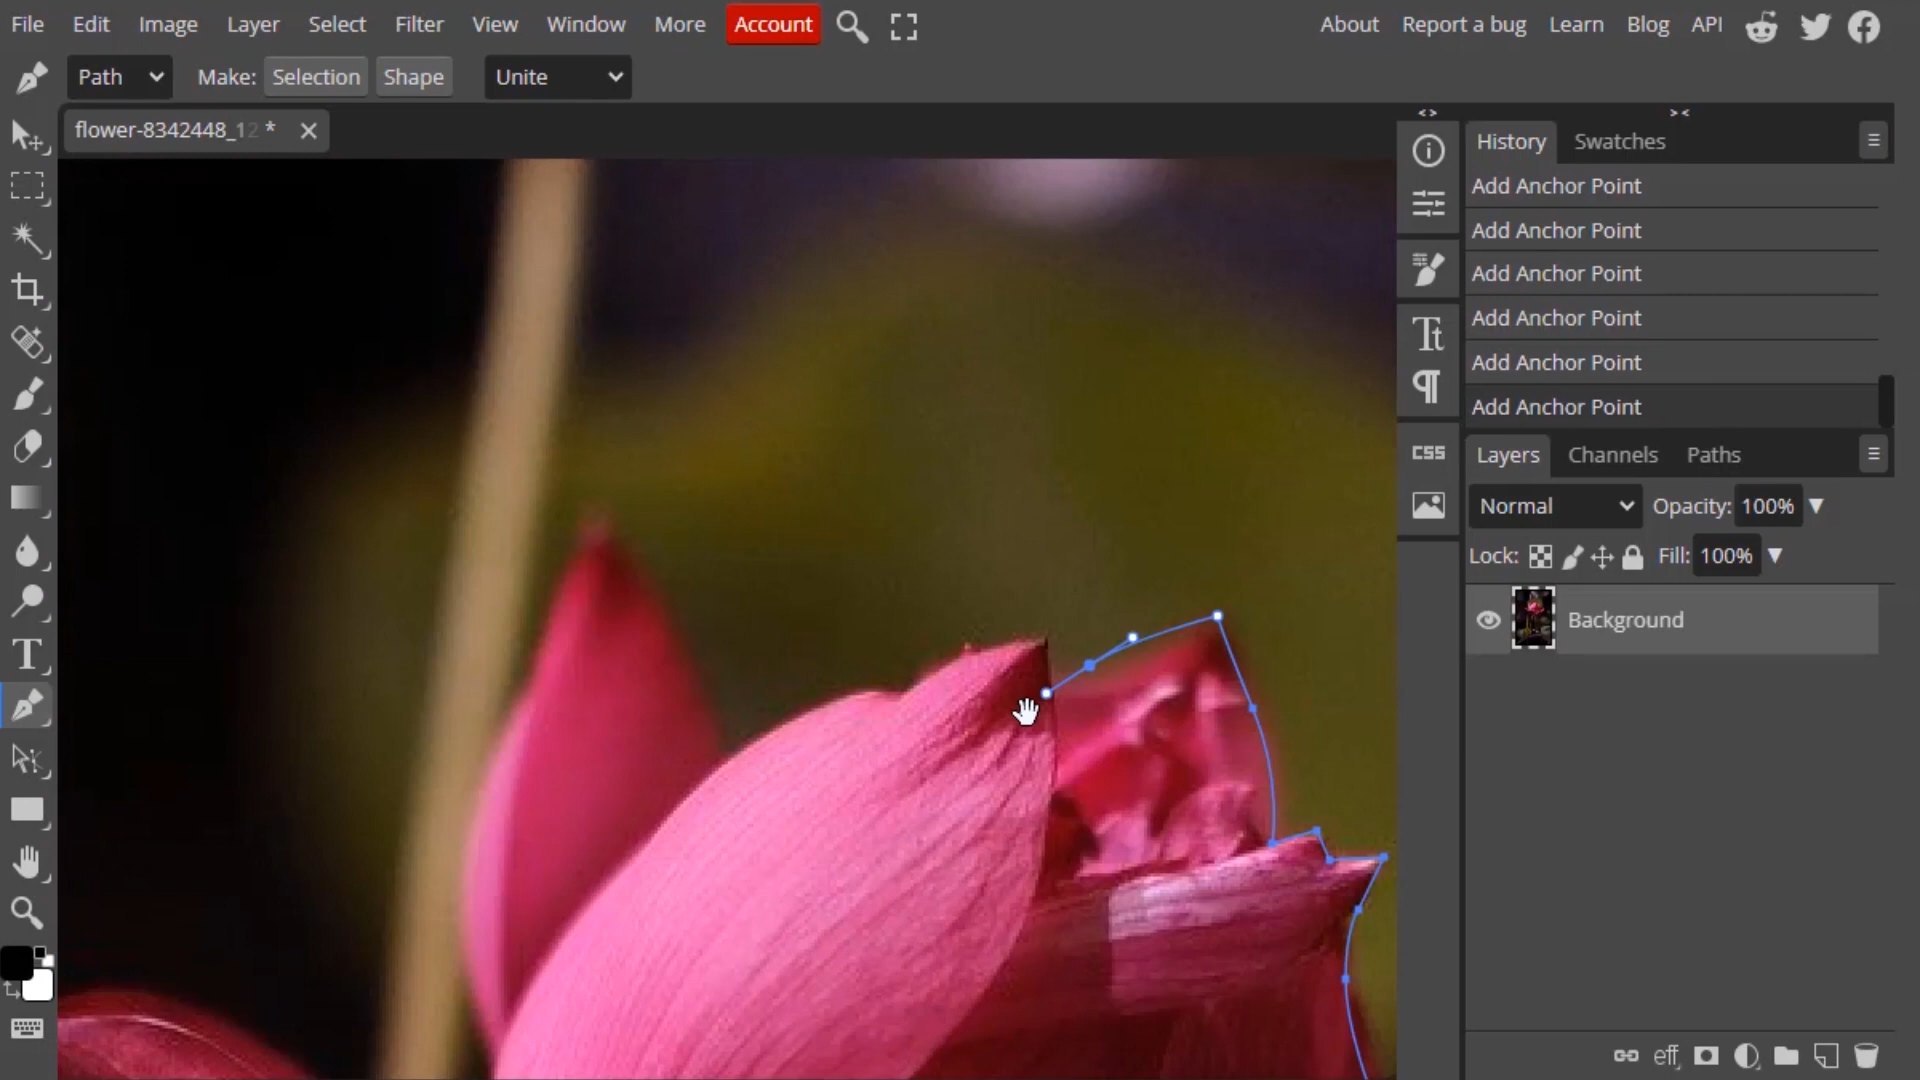 File Edit Image Layer Select Filter View Window More Account About Report a bug Learn Blog API
Path Make: Selection Shape Unite
flower-8342448_12 *
< > > <
History Swatches
Add Anchor Point
Add Anchor Point
Add Anchor Point
Add Anchor Point
Add Anchor Point
Add Anchor Point
Layers Channels Paths
Normal Opacity: 100%
Lock: Fill: 100%
Background
CSS
eff